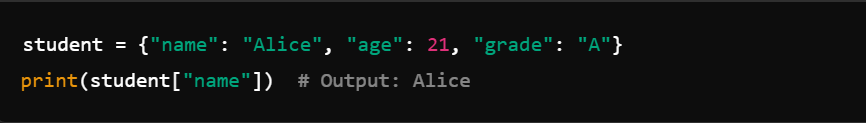 student = {"name": "Alice", "age": 21, "grade": "A"}
print(student["name"])  # Output: Alice